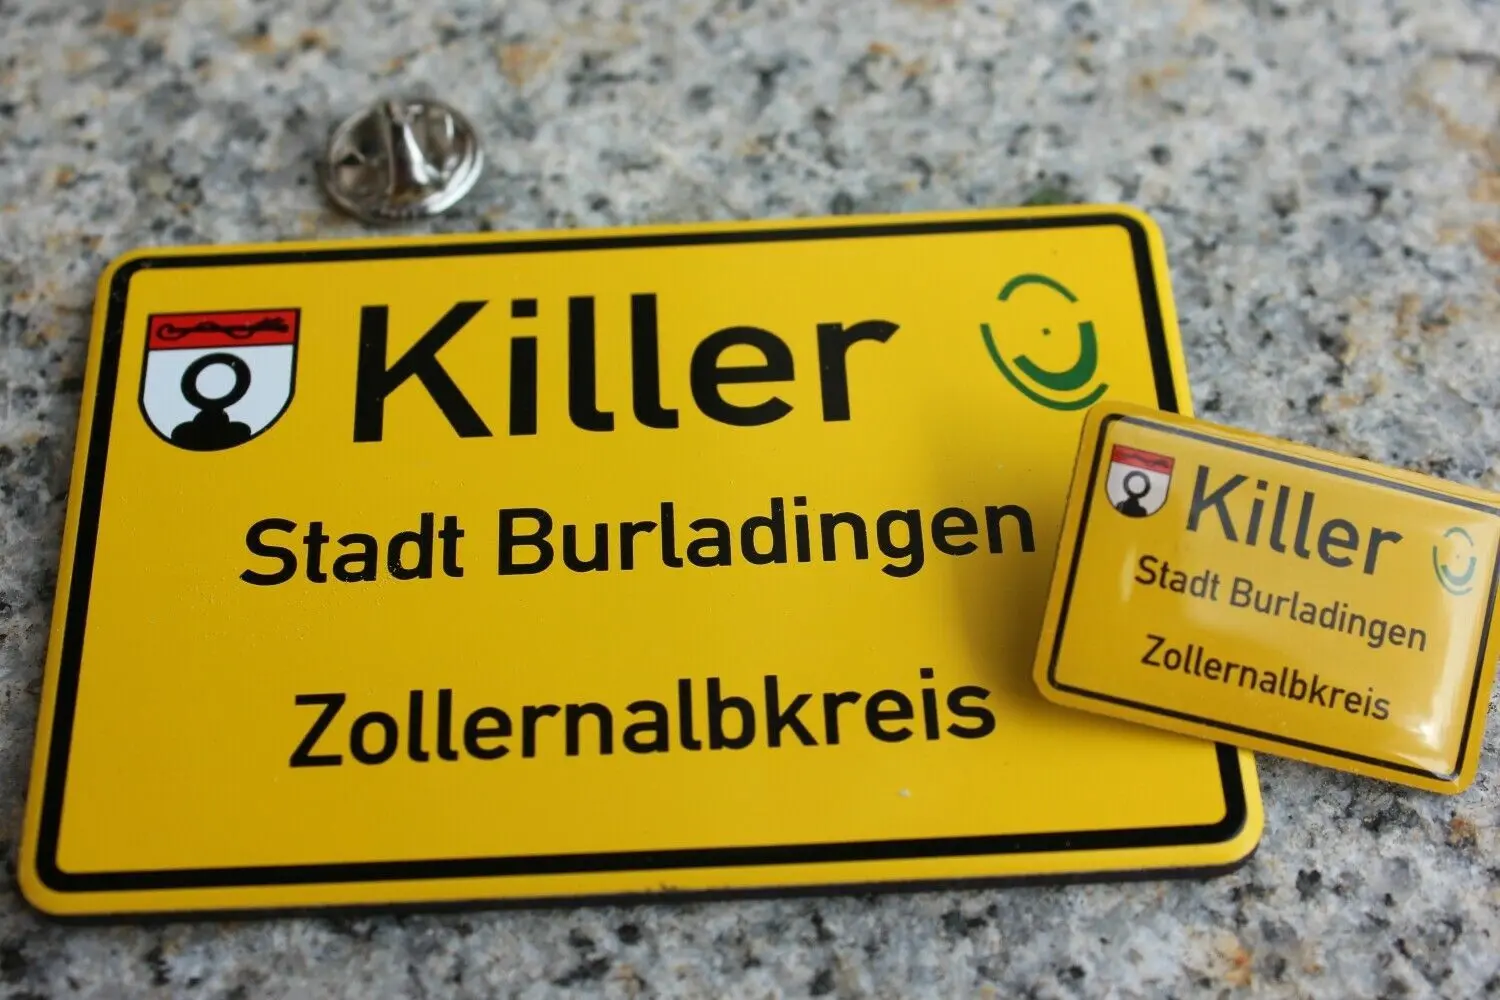 Killer
Stadt Burladingen
Zollernalbkreis
Killer
Stadt Burladingen
Zollernalbkreis